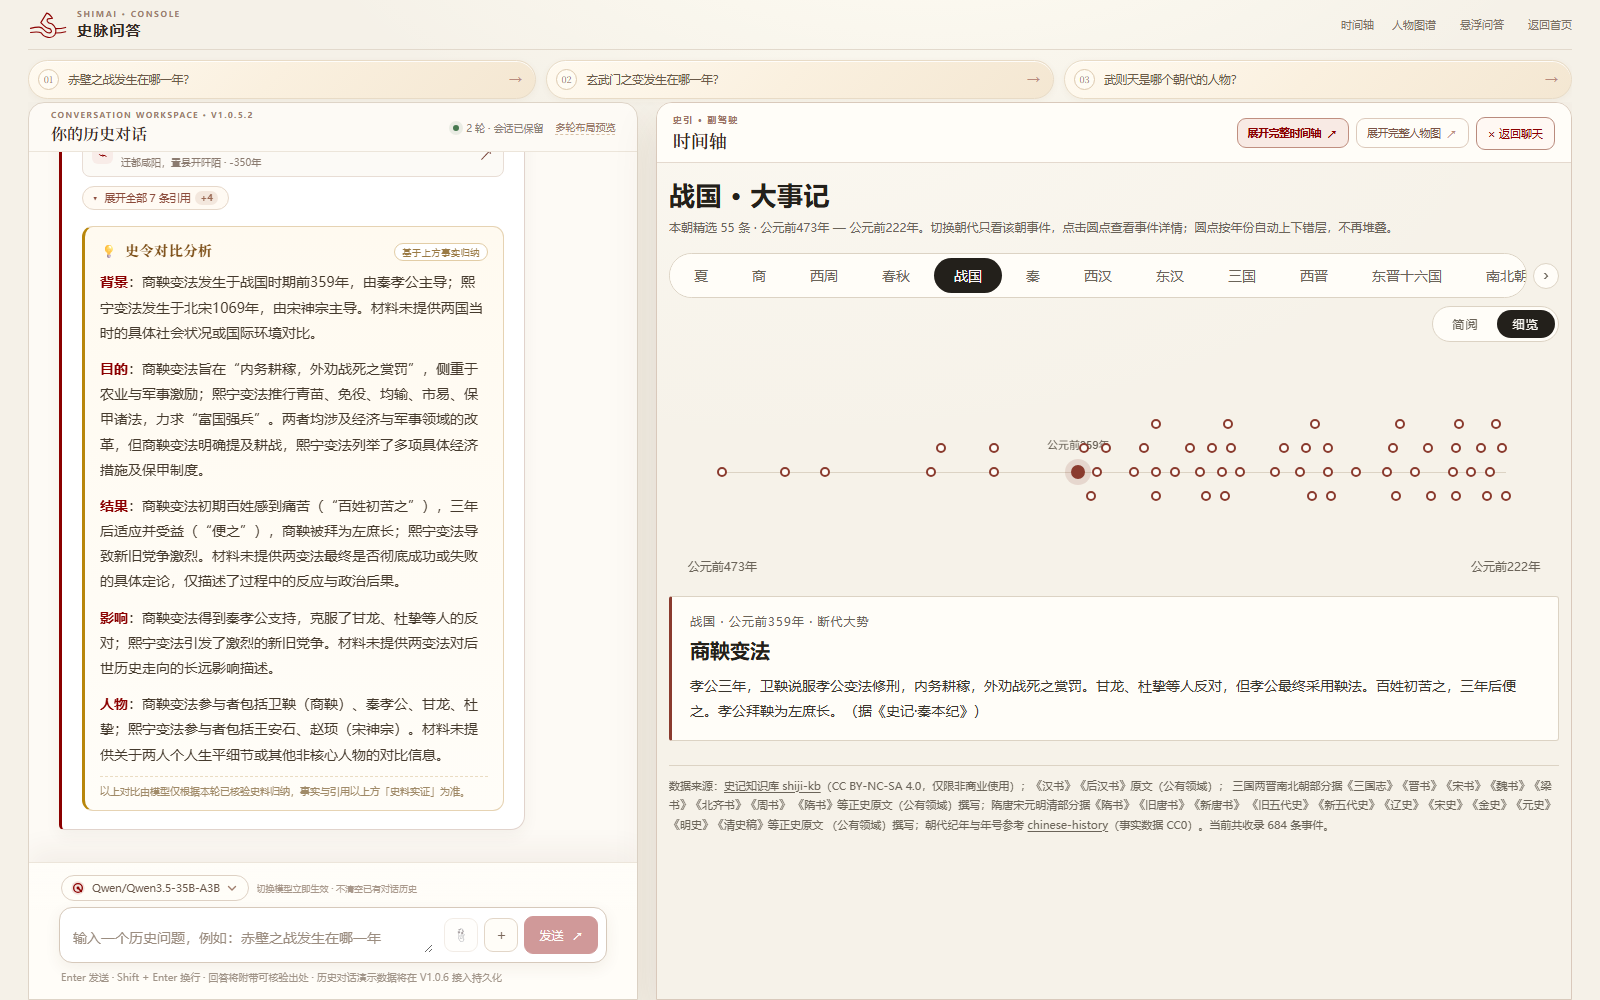 SHIMAI • CONSOLE
史脉问答
时间轴
人物图谱
悬浮问答
返回首页
01 赤壁之战发生在哪一年? →
02 玄武门之变发生在哪一年? →
03 武则天是哪个朝代的人物? →
CONVERSATION WORKSPACE • V1.0.5.2
你的历史对话
2 轮 · 会话已保留
多轮布局预览
迁都咸阳，置县开阡陌 · -350年
展开全部 7 条引用 +4
史令对比分析
基于上方事实归纳
背景：商鞅变法发生于战国时期前359年，由秦孝公主导；熙
宁变法发生于北宋1069年，由宋神宗主导。材料未提供两国当
时的具体社会状况或国际环境对比。
目的：商鞅变法旨在“内务耕稼，外劝战死之赏罚”，侧重于
农业与军事激励；熙宁变法推行青苗、免役、均输、市易、保
甲诸法，力求“富国强兵”。两者均涉及经济与军事领域的改
革，但商鞅变法明确提及耕战，熙宁变法列举了多项具体经济
措施及保甲制度。
结果：商鞅变法初期百姓感到痛苦（“百姓初苦之”），三年
后适应并受益（“便之”），商鞅被拜为左庶长；熙宁变法导
致新旧党争激烈。材料未提供两变法最终是否彻底成功或失败
的具体定论，仅描述了过程中的反应与政治后果。
影响：商鞅变法得到秦孝公支持，克服了甘龙、杜挚等人的反
对；熙宁变法引发了激烈的新旧党争。材料未提供两变法对后
世历史走向的长远影响描述。
人物：商鞅变法参与者包括卫鞅（商鞅）、秦孝公、甘龙、杜
挚；熙宁变法参与者包括王安石、赵顼（宋神宗）。材料未提
供关于两人个人生平细节或其他非核心人物的对比信息。
以上对比由模型仅根据本轮已核验史料归纳，事实与引用以上方「史料实证」为准。
Qwen/Qwen3.5-35B-A3B
切换模型立即生效 · 不清空已有对话历史
输入一个历史问题，例如：赤壁之战发生在哪一年
+
发送 ↗
Enter 发送 · Shift + Enter 换行 · 回答将附带可核验出处 · 历史对话演示数据将在 V1.0.6 接入持久化
史引 • 副驾驶
时间轴
展开完整时间轴 ↗
展开完整人物图 ↗
× 返回聊天
战国 • 大事记
本朝精选 55 条 · 公元前473年 — 公元前222年。切换朝代只看该朝事件，点击圆点查看事件详情；圆点按年份自动上下错层，不再堆叠。
夏 商 西周 春秋 战国 秦 西汉 东汉 三国 西晋 东晋十六国 南北朝 ›
简阅 细览
公元前359年
公元前473年
公元前222年
战国 · 公元前359年 · 断代大势
商鞅变法
孝公三年，卫鞅说服孝公变法修刑，内务耕稼，外劝战死之赏罚。甘龙、杜挚等人反对，但孝公最终采用鞅法。百姓初苦之，三年后便
之。孝公拜鞅为左庶长。（据《史记·秦本纪》）
数据来源：史记知识库 shiji-kb（CC BY-NC-SA 4.0，仅限非商业使用）；《汉书》《后汉书》原文（公有领域）； 三国两晋南北朝部分据《三国志》《晋书》《宋书》《魏书》《梁
书》《北齐书》《周书》 《隋书》等正史原文（公有领域）撰写；隋唐宋元明清部分据《隋书》《旧唐书》《新唐书》 《旧五代史》《新五代史》《辽史》《宋史》《金史》《元史》
《明史》《清史稿》等正史原文 （公有领域）撰写；朝代纪年与年号参考 chinese-history（事实数据 CC0）。当前共收录 684 条事件。